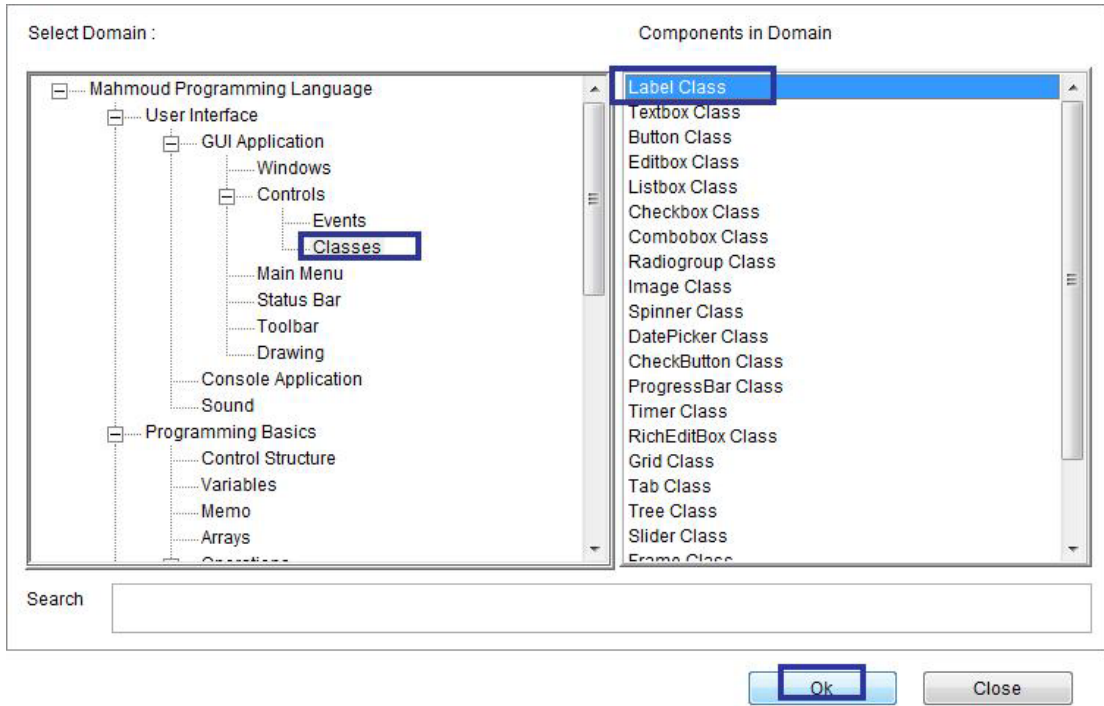 Select Domain :
Components in Domain
Mahmoud Programming Language
User Interface
GUI Application
Windows
Controls
Events
Classes
Main Menu
Status Bar
Toolbar
Drawing
Console Application
Sound
Programming Basics
Control Structure
Variables
Memo
Arrays
Operations
Label Class
Textbox Class
Button Class
Editbox Class
Listbox Class
Checkbox Class
Combobox Class
Radiogroup Class
Image Class
Spinner Class
DatePicker Class
CheckButton Class
ProgressBar Class
Timer Class
RichEditBox Class
Grid Class
Tab Class
Tree Class
Slider Class
Frame Class
Search
Ok
Close